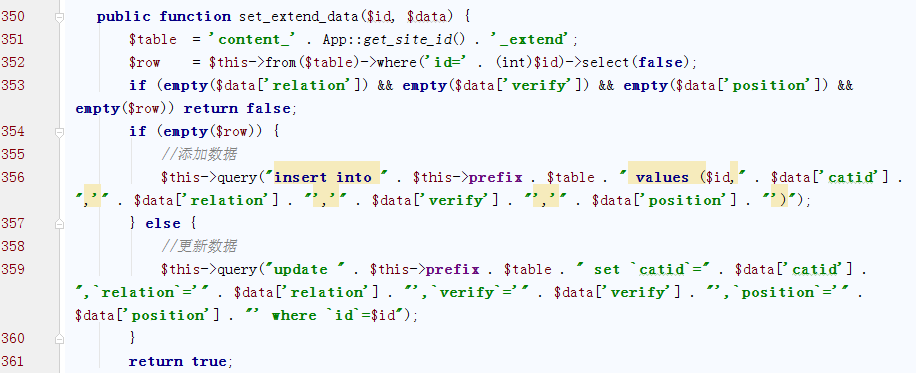 350 public function set_extend_data($id, $data) {
351 $table = 'content_' . App::get_site_id() . '_extend';
352 $row = $this->from($table)->where('id=' . (int)$id)->select(false);
353 if (empty($data['relation']) && empty($data['verify']) && empty($data['position']) &&
empty($row)) return false;
354 if (empty($row)) {
355 //添加数据
356 $this->query("insert into " . $this->prefix . $table . " values ($id," . $data['catid'] .
",'" . $data['relation'] . "','" . $data['verify'] . "','" . $data['position'] . "')");
357 } else {
358 //更新数据
359 $this->query("update " . $this->prefix . $table . " set `catid`=" . $data['catid'] .
",`relation`='" . $data['relation'] . "',`verify`='" . $data['verify'] . "',`position`='" .
$data['position'] . "' where `id`=$id");
360 }
361 return true;